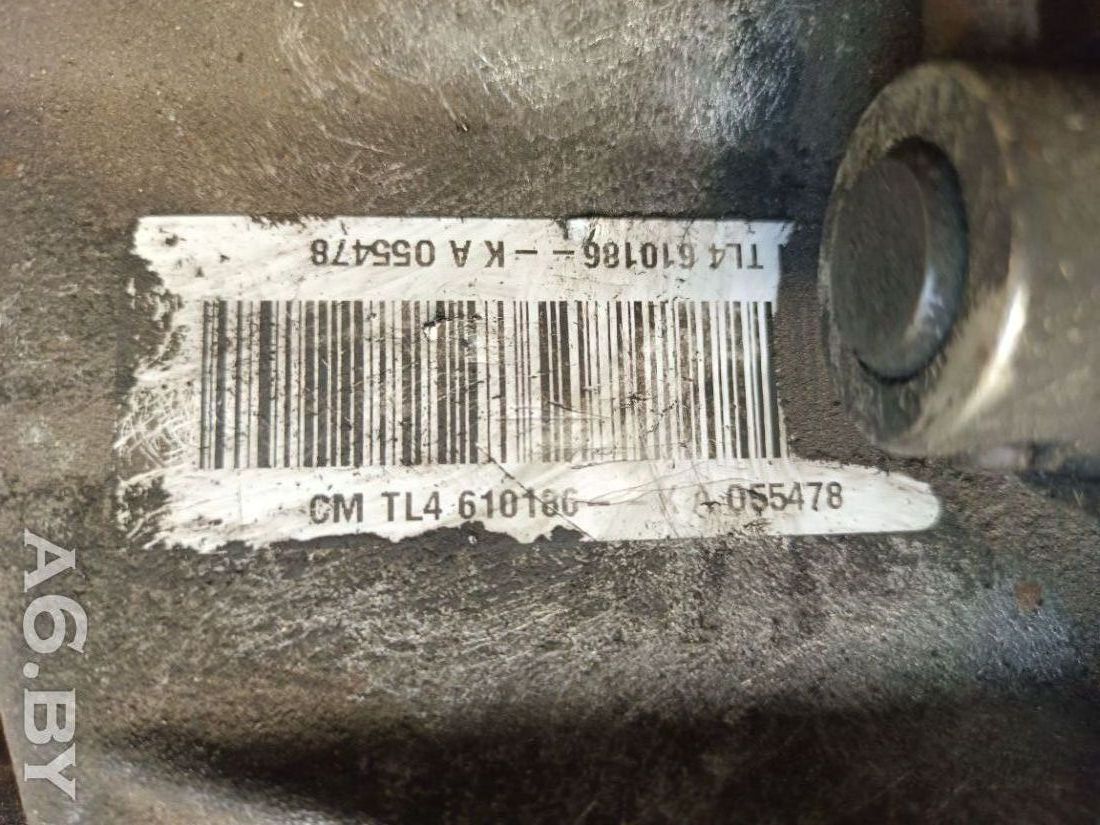 TL4 610186 - - K A 055478
CM TL4 610186-- K A 055478
A6.BY